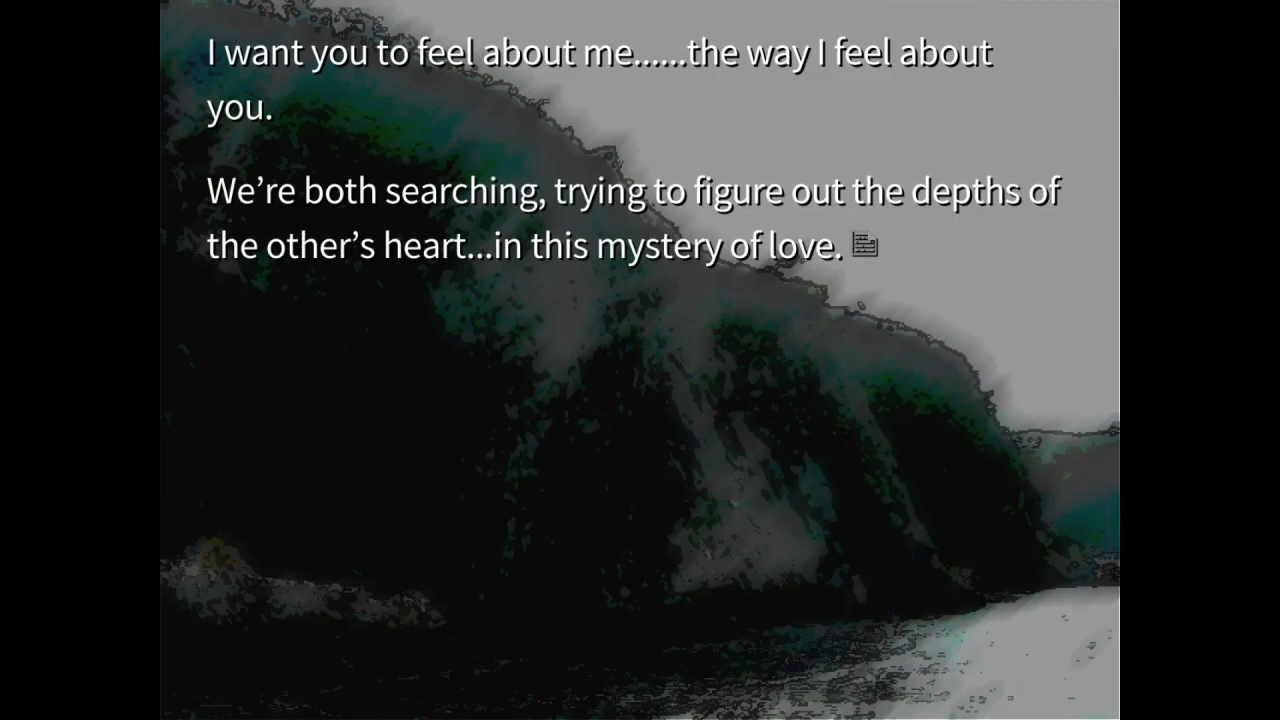 I want you to feel about me......the way I feel about
you.
We’re both searching, trying to figure out the depths of
the other’s heart...in this mystery of love.